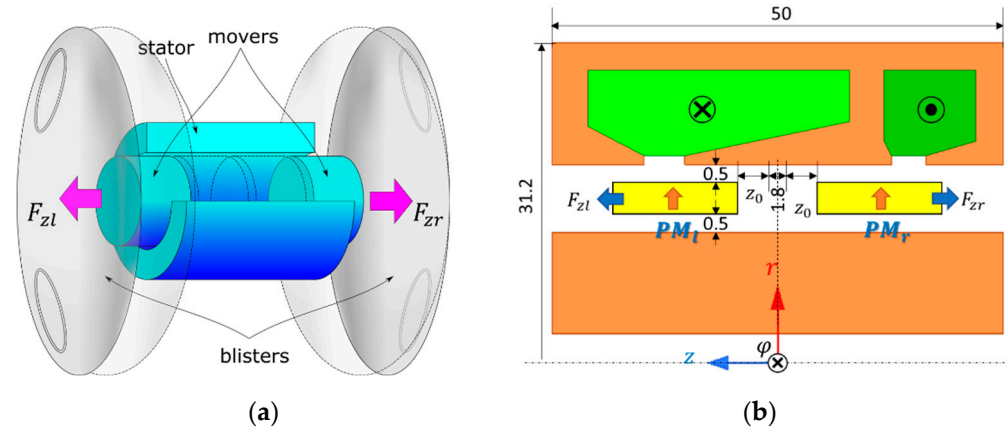 stator
movers
F_zl
F_zr
blisters
(a)
50
31.2
0.5
z_0
1.8
z_0
F_zl
F_zr
0.5
PM_l
PM_r
r
φ
z
(b)